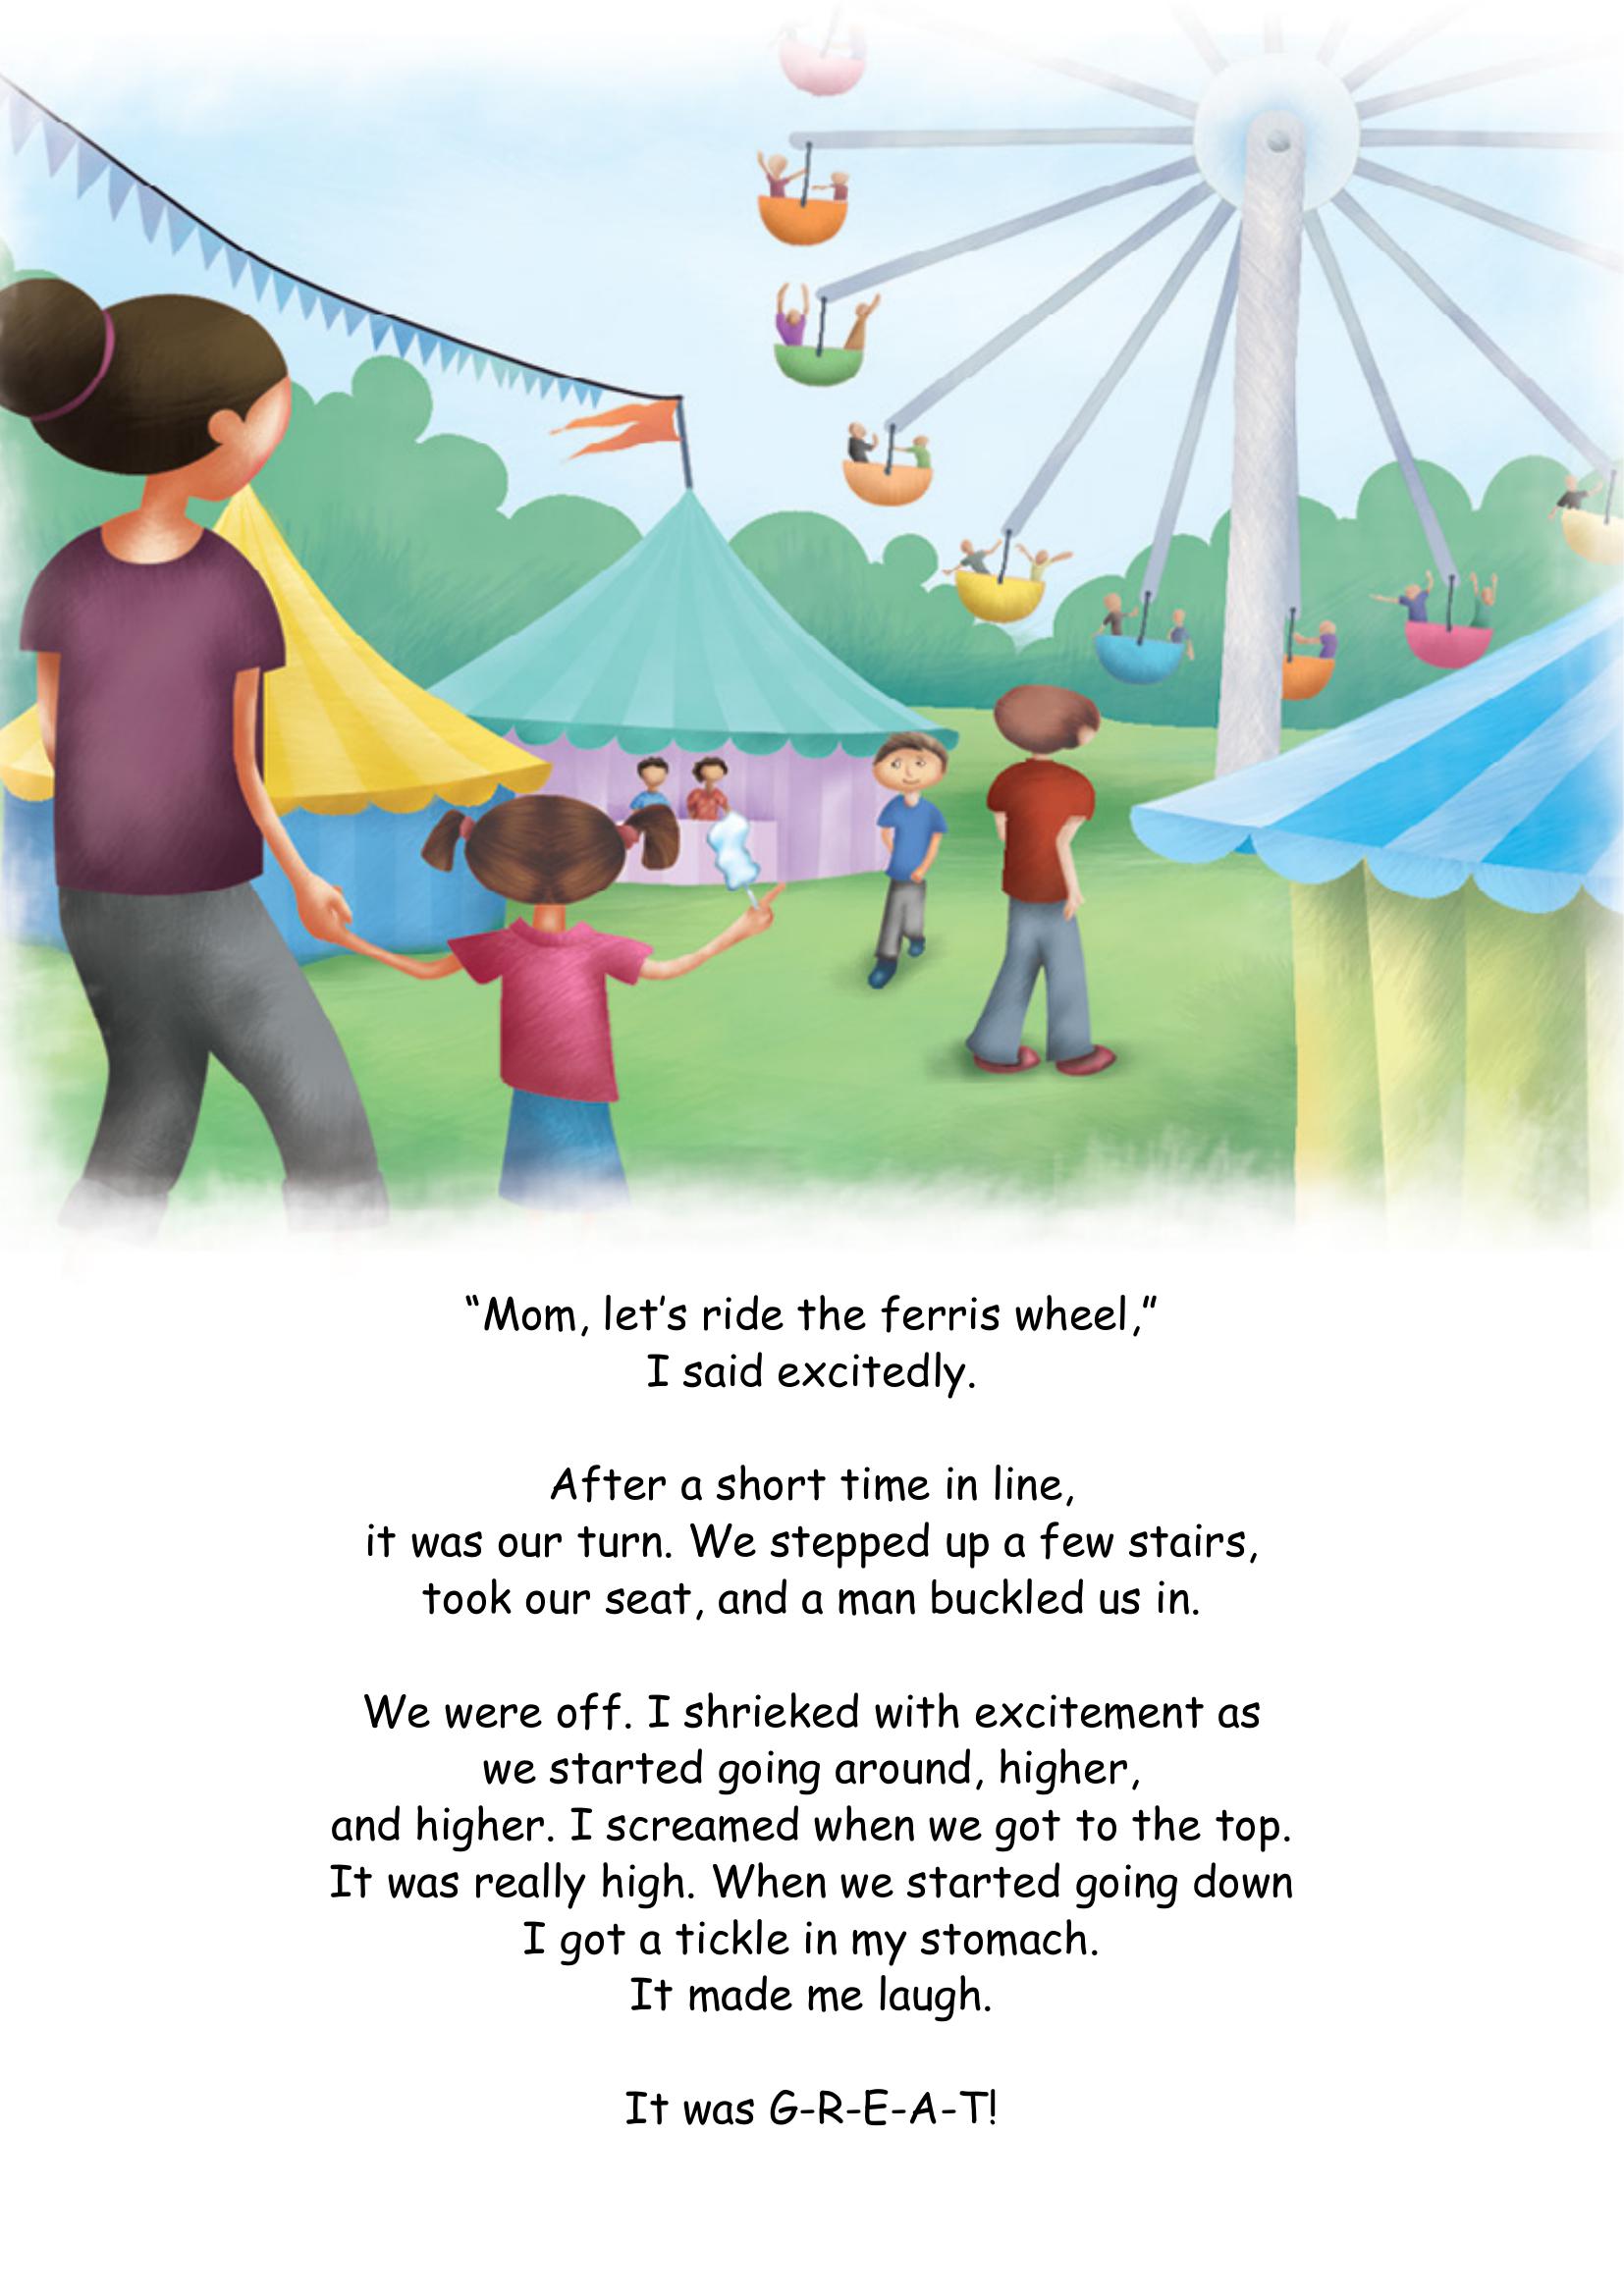 “Mom, let’s ride the ferris wheel,”
I said excitedly.
After a short time in line,
it was our turn. We stepped up a few stairs,
took our seat, and a man buckled us in.
We were off. I shrieked with excitement as
we started going around, higher,
and higher. I screamed when we got to the top.
It was really high. When we started going down
I got a tickle in my stomach.
It made me laugh.
It was G-R-E-A-T!